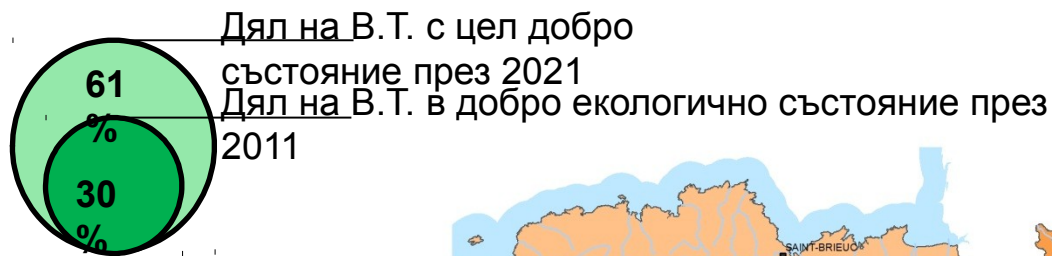 Дял на В.Т. с цел добро
състояние през 2021
61
%
Дял на В.Т. в добро екологично състояние през
2011
30
%
SAINT-BRIEUC